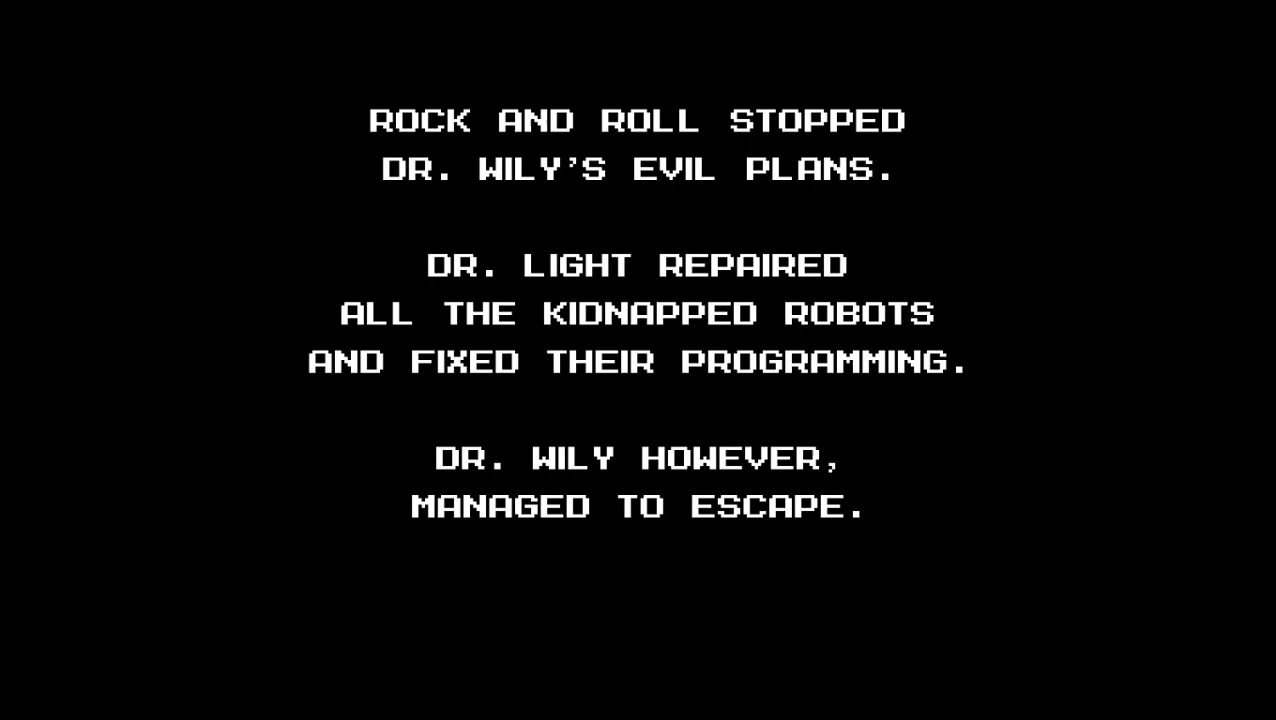 ROCK AND ROLL STOPPED
DR. WILY'S EVIL PLANS.
DR. LIGHT REPAIRED
ALL THE KIDNAPPED ROBOTS
AND FIXED THEIR PROGRAMMING.
DR. WILY HOWEVER,
MANAGED TO ESCAPE.